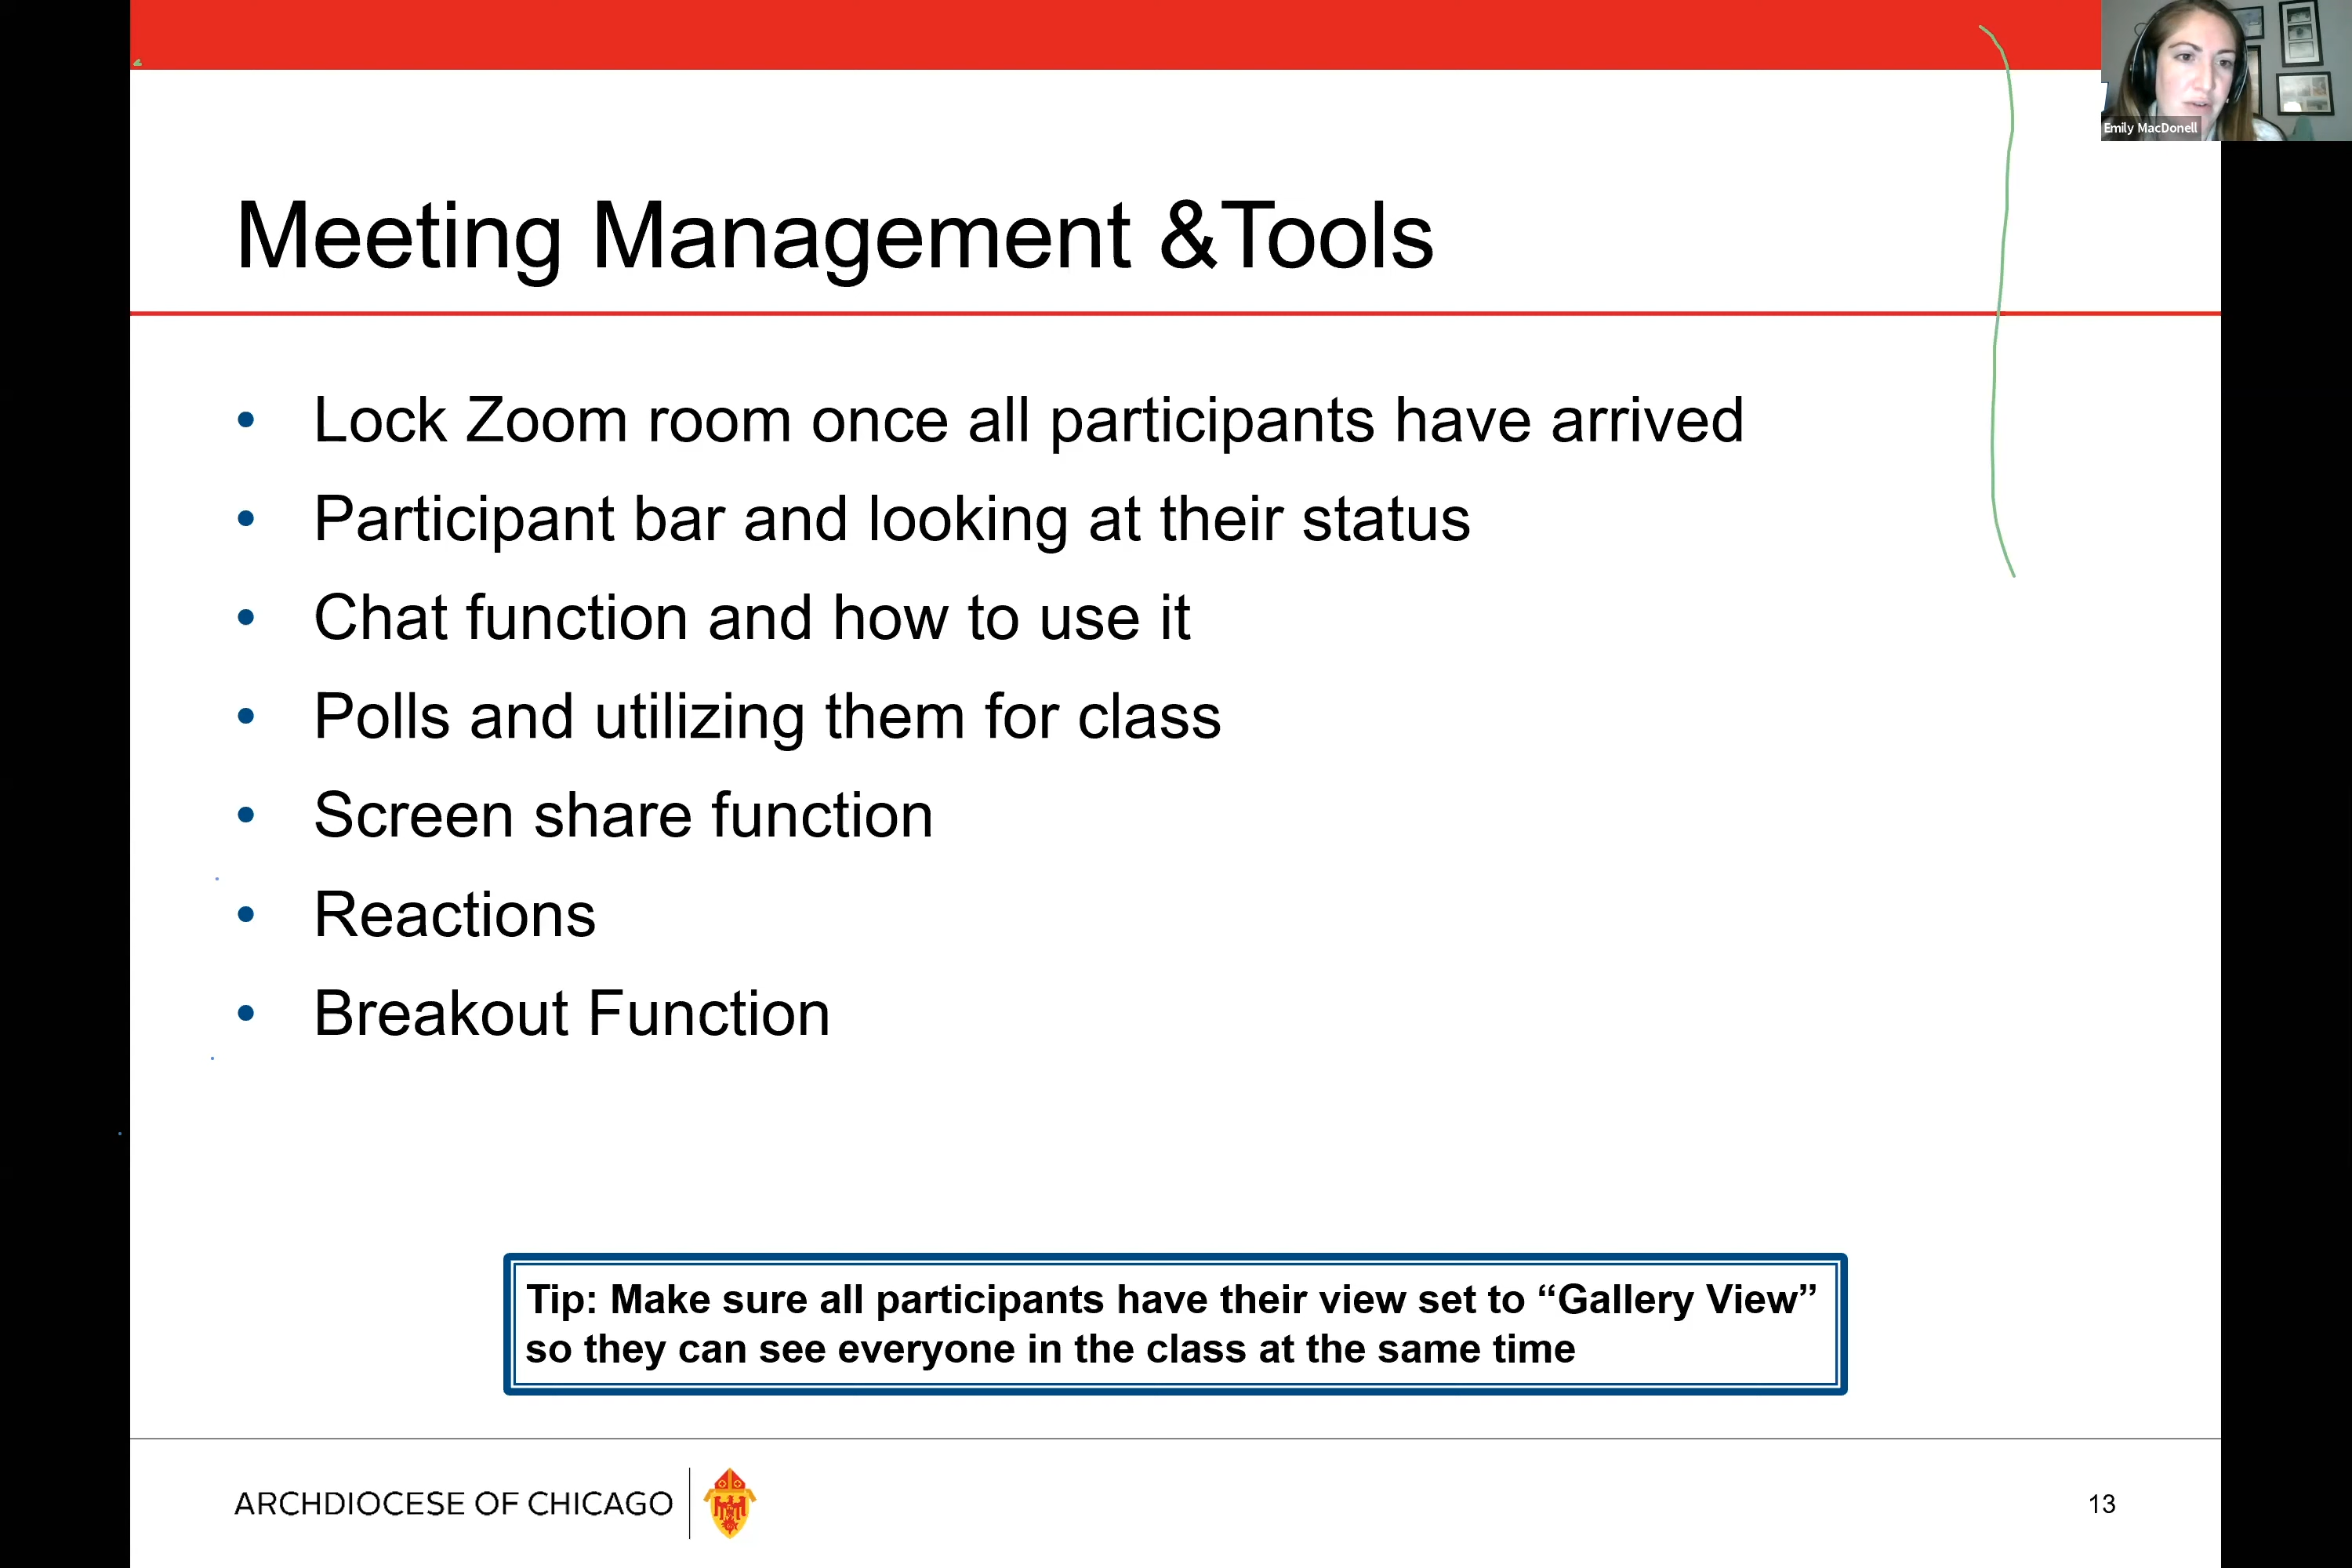 Emily MacDonell
Meeting Management &Tools
• Lock Zoom room once all participants have arrived
• Participant bar and looking at their status
• Chat function and how to use it
• Polls and utilizing them for class
• Screen share function
• Reactions
• Breakout Function
Tip: Make sure all participants have their view set to “Gallery View”
so they can see everyone in the class at the same time
ARCHDIOCESE OF CHICAGO
13